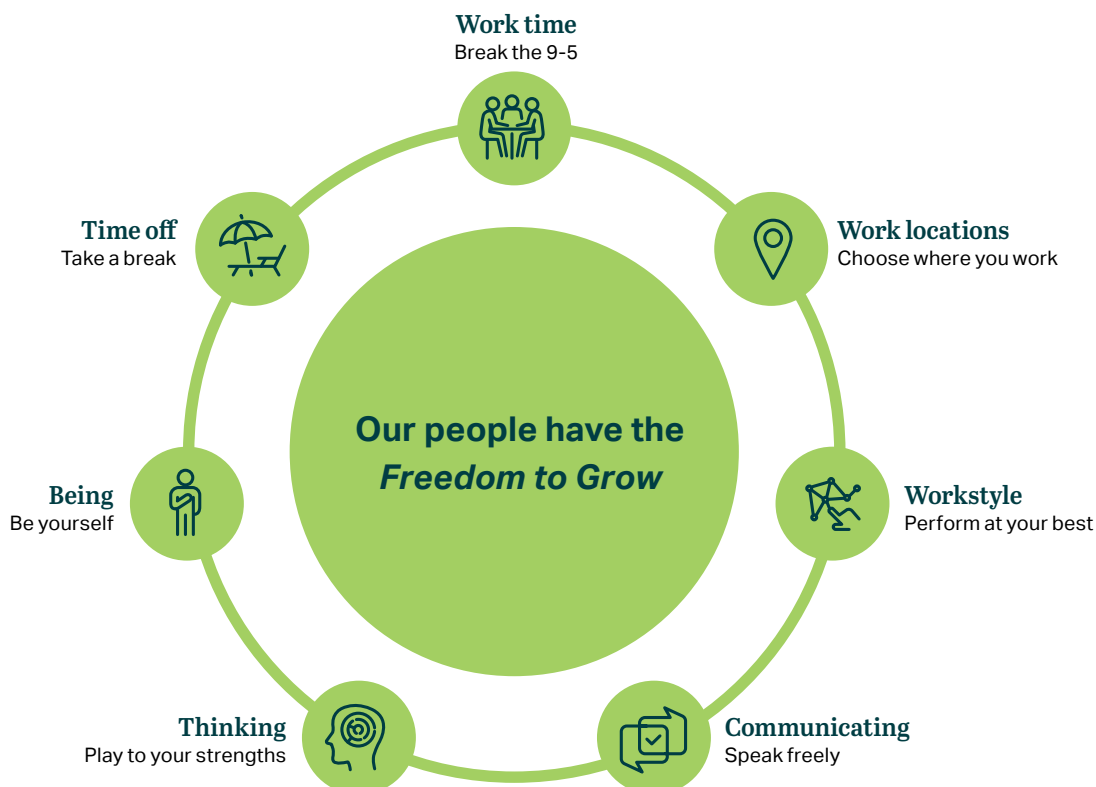 Work time
Break the 9-5
Work locations
Choose where you work
Workstyle
Perform at your best
Communicating
Speak freely
Thinking
Play to your strengths
Being
Be yourself
Time off
Take a break
Our people have the
Freedom to Grow